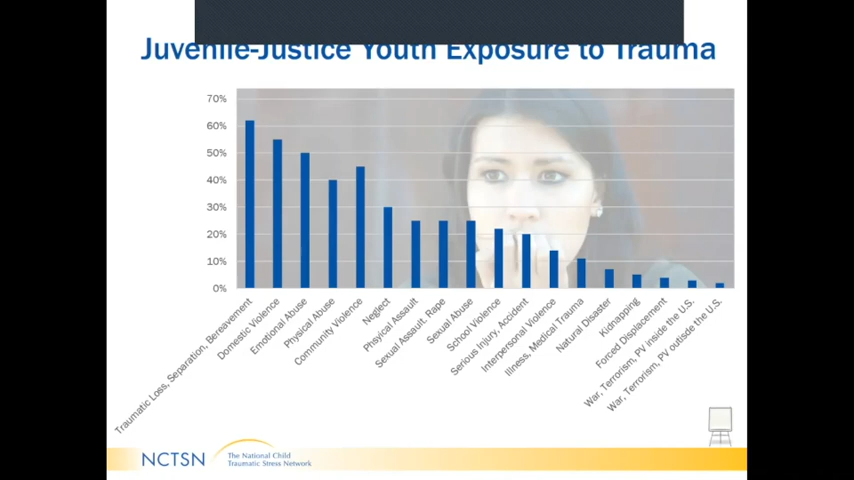 Juvenile-Justice Youth Exposure to Trauma
70%
60%
50%
40%
30%
20%
10%
0%
Traumatic Loss, Separation, Bereavement
Domestic Violence
Emotional Abuse
Physical Abuse
Community Violence
Neglect
Phsyical Assault
Sexual Assault, Rape
Sexual Abuse
School Violence
Serious Injury, Accident
Interpersonal Violence
Illness, Medical Trauma
Natural Disaster
Kidnapping
Forced Displacement
War, Terrorism, PV inside the U.S.
War, Terrorism, PV outisde the U.S.
NCTSN
The National Child
Traumatic Stress Network